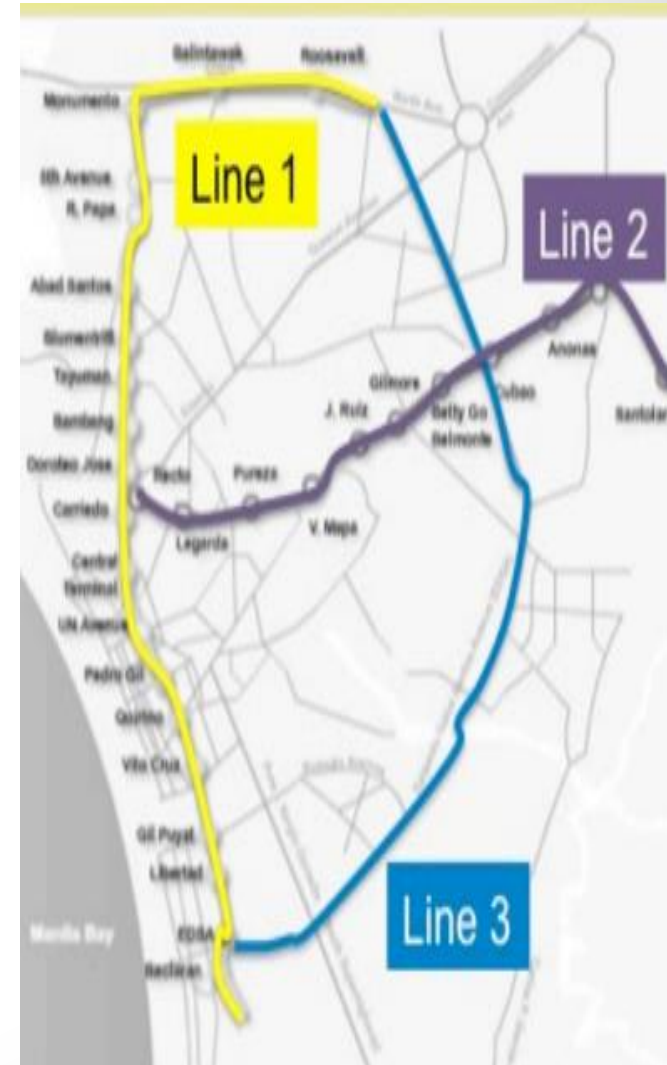 Balintawak
Roosevelt
Monumento
North Ave
5th Avenue
R. Papa
Line 1
Line 2
Abad Santos
Blumentritt
Tayuman
Bambang
Doroteo Jose
Carriedo
Central
Terminal
UN Avenue
Pedro Gil
Quirino
Vito Cruz
Gil Puyat
Libertad
EDSA
Baclaran
Recto
Legarda
Pureza
V. Mapa
J. Ruiz
Gilmore
Betty Go
Belmonte
Cubao
Anonas
Santolan
Line 3
Manila Bay